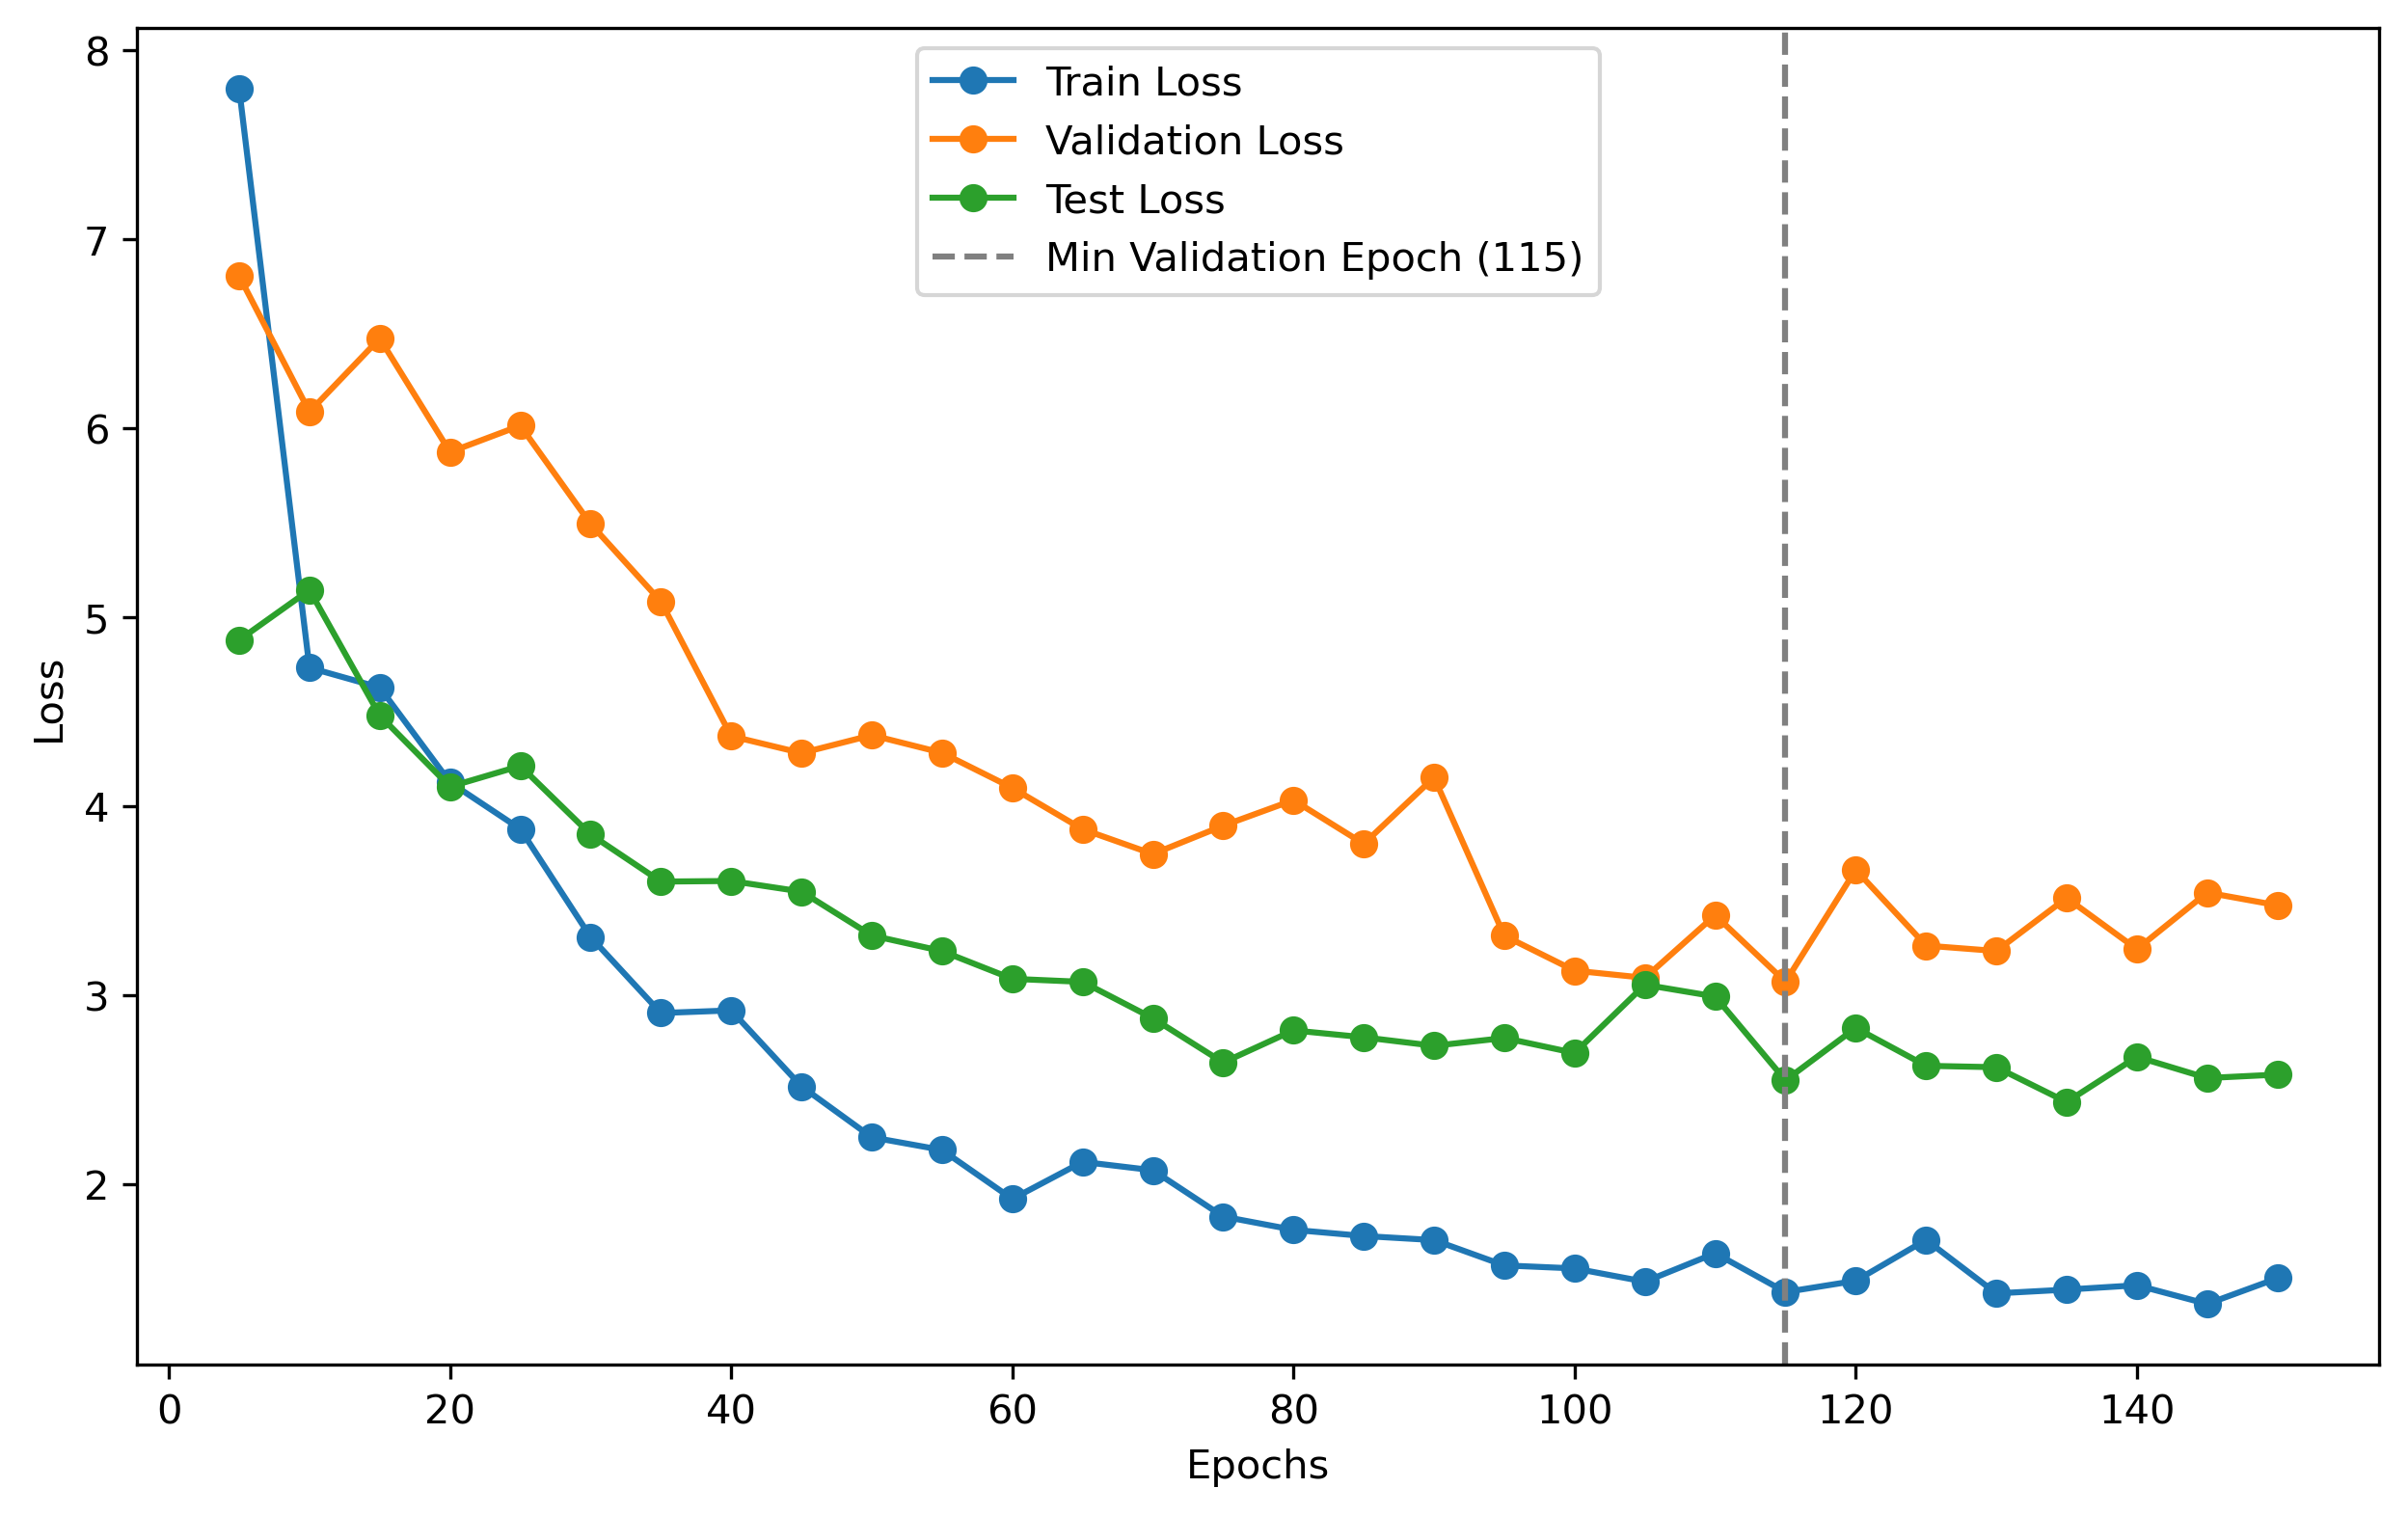 8
7
6
5
4
3
2
Loss
Train Loss
Validation Loss
Test Loss
Min Validation Epoch (115)
0 20 40 60 80 100 120 140
Epochs